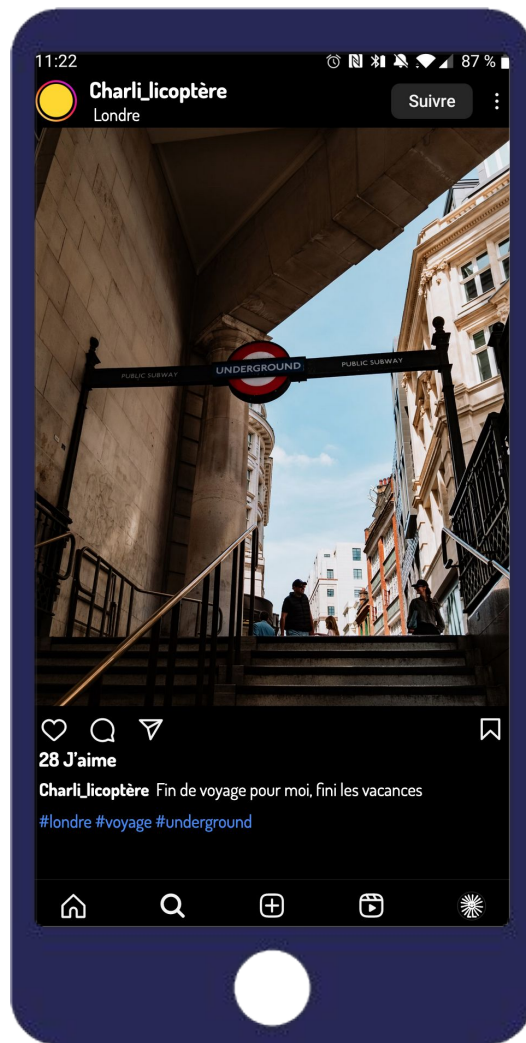 11:22 87 %
Charli_licoptère
Londre
Suivre
PUBLIC SUBWAY UNDERGROUND PUBLIC SUBWAY
28 J'aime
Charli_licoptère Fin de voyage pour moi, fini les vacances
#londre #voyage #underground